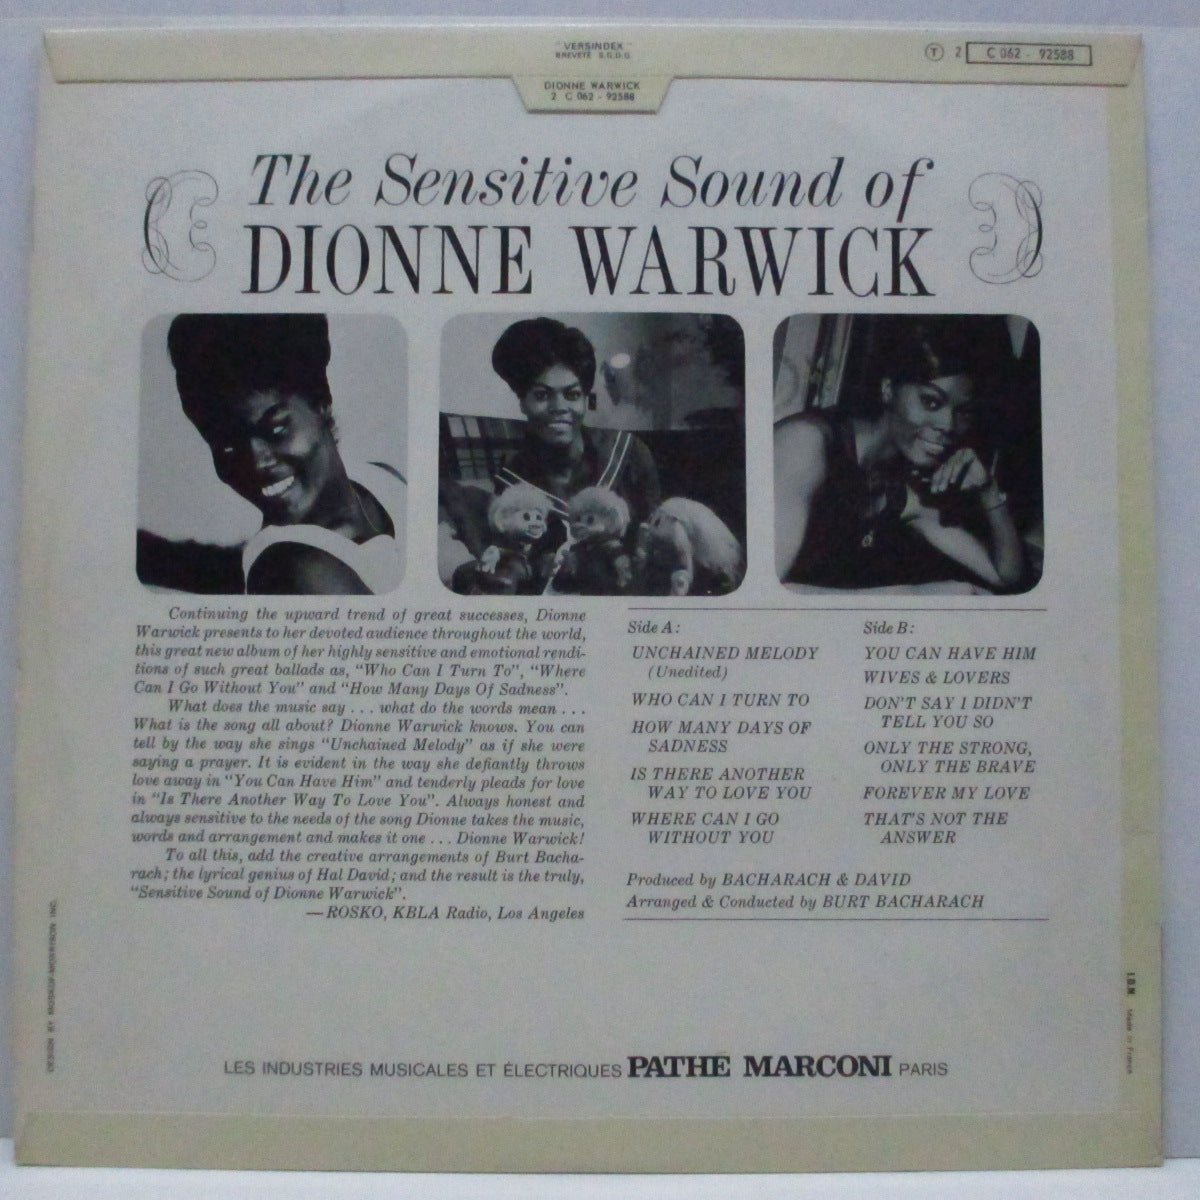 "VERSINDEX"
BREVETÉ S.G.D.G.
T 2 C 062 - 92588
DIONNE WARWICK
2 C 062 - 92588
The Sensitive Sound of
DIONNE WARWICK
Continuing the upward trend of great successes, Dionne
Warwick presents to her devoted audience throughout the world,
this great new album of her highly sensitive and emotional rendi-
tions of such great ballads as, "Who Can I Turn To", "Where
Can I Go Without You" and "How Many Days Of Sadness".
What does the music say . . . what do the words mean . . .
What is the song all about? Dionne Warwick knows. You can
tell by the way she sings "Unchained Melody" as if she were
saying a prayer. It is evident in the way she defiantly throws
love away in "You Can Have Him" and tenderly pleads for love
in "Is There Another Way To Love You". Always honest and
always sensitive to the needs of the song Dionne takes the music,
words and arrangement and makes it one . . . Dionne Warwick!
To all this, add the creative arrangements of Burt Bacha-
rach; the lyrical genius of Hal David; and the result is the truly,
"Sensitive Sound of Dionne Warwick".
—ROSKO, KBLA Radio, Los Angeles
Side A:
UNCHAINED MELODY
(Unedited)
WHO CAN I TURN TO
HOW MANY DAYS OF
SADNESS
IS THERE ANOTHER
WAY TO LOVE YOU
WHERE CAN I GO
WITHOUT YOU
Side B:
YOU CAN HAVE HIM
WIVES & LOVERS
DON'T SAY I DIDN'T
TELL YOU SO
ONLY THE STRONG,
ONLY THE BRAVE
FOREVER MY LOVE
THAT'S NOT THE
ANSWER
Produced by BACHARACH & DAVID
Arranged & Conducted by BURT BACHARACH
DESIGN BY INC.
I.D.N. Made in France
LES INDUSTRIES MUSICALES ET ÉLECTRIQUES PATHÉ MARCONI PARIS